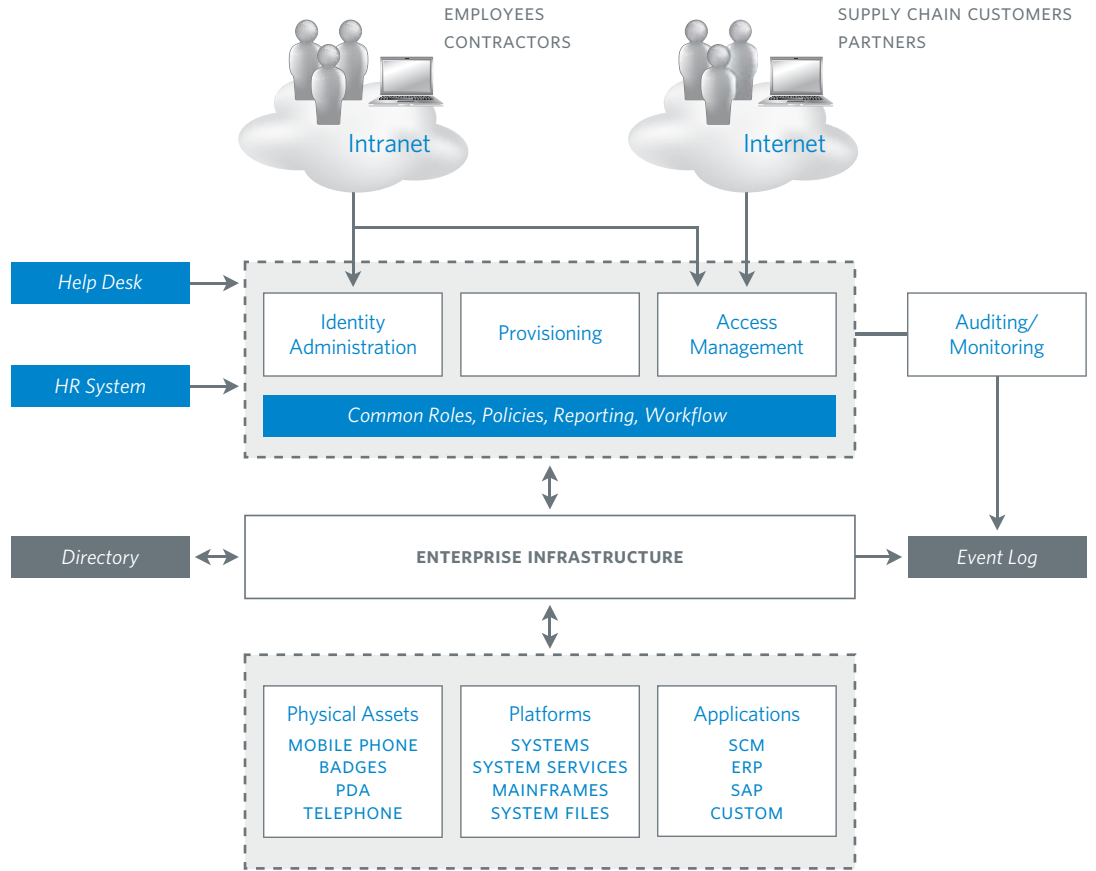 EMPLOYEES
CONTRACTORS
SUPPLY CHAIN CUSTOMERS
PARTNERS
Intranet
Internet
Help Desk
HR System
Identity
Administration
Provisioning
Access
Management
Auditing/
Monitoring
Common Roles, Policies, Reporting, Workflow
Directory
ENTERPRISE INFRASTRUCTURE
Event Log
Physical Assets
MOBILE PHONE
BADGES
PDA
TELEPHONE
Platforms
SYSTEMS
SYSTEM SERVICES
MAINFRAMES
SYSTEM FILES
Applications
SCM
ERP
SAP
CUSTOM